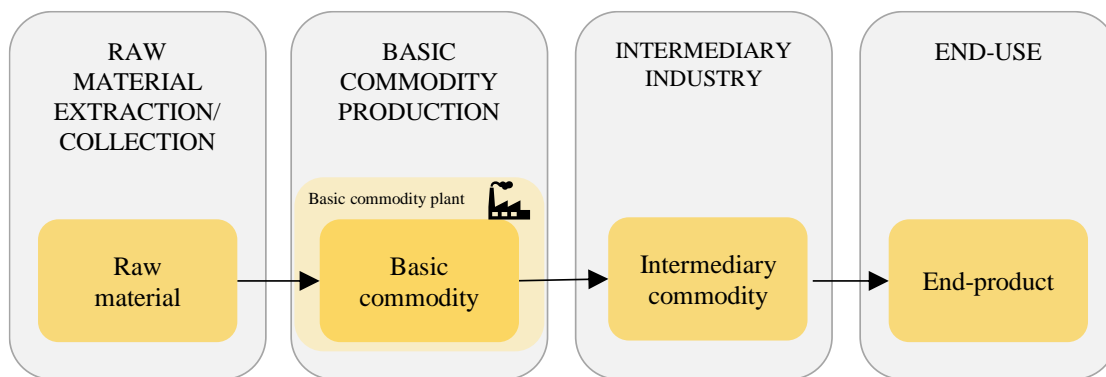 RAW
MATERIAL
EXTRACTION/
COLLECTION
BASIC
COMMODITY
PRODUCTION
INTERMEDIARY
INDUSTRY
END-USE
Basic commodity plant
Raw
material
Basic
commodity
Intermediary
commodity
End-product